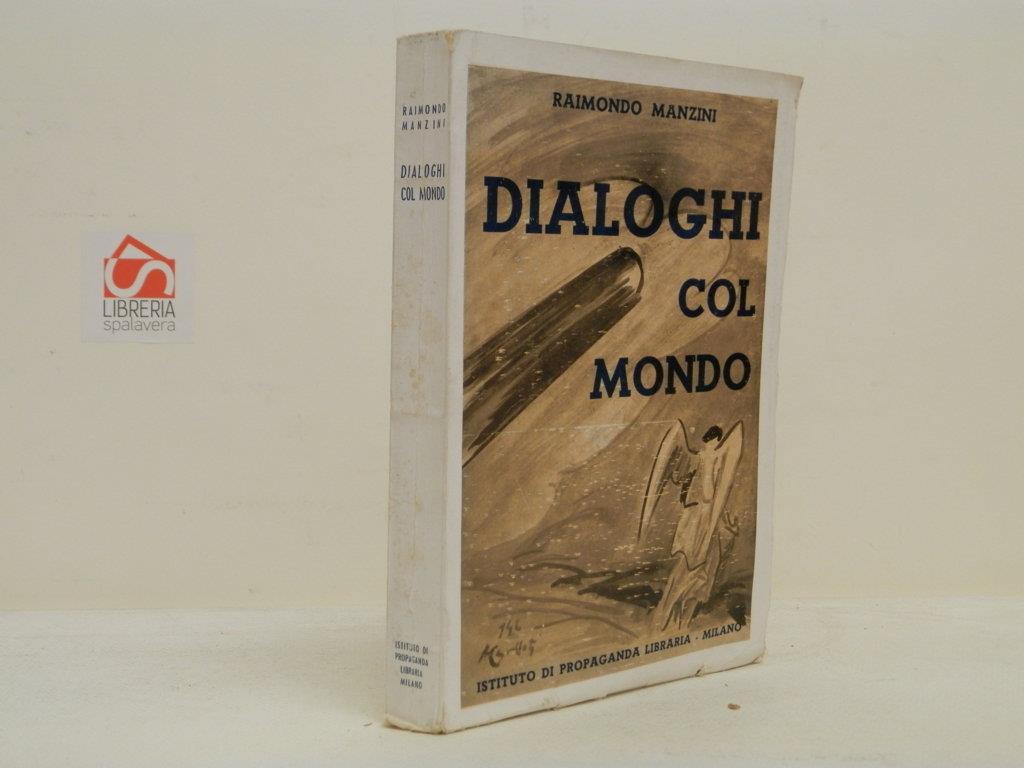 LIBRERIA
spalavera
RAIMONDO
MANZINI
DIALOGHI
COL MONDO
ISTITUTO DI
PROPAGANDA
LIBRARIA
MILANO
RAIMONDO MANZINI
DIALOGHI
COL
MONDO
ISTITUTO DI PROPAGANDA LIBRARIA - MILANO